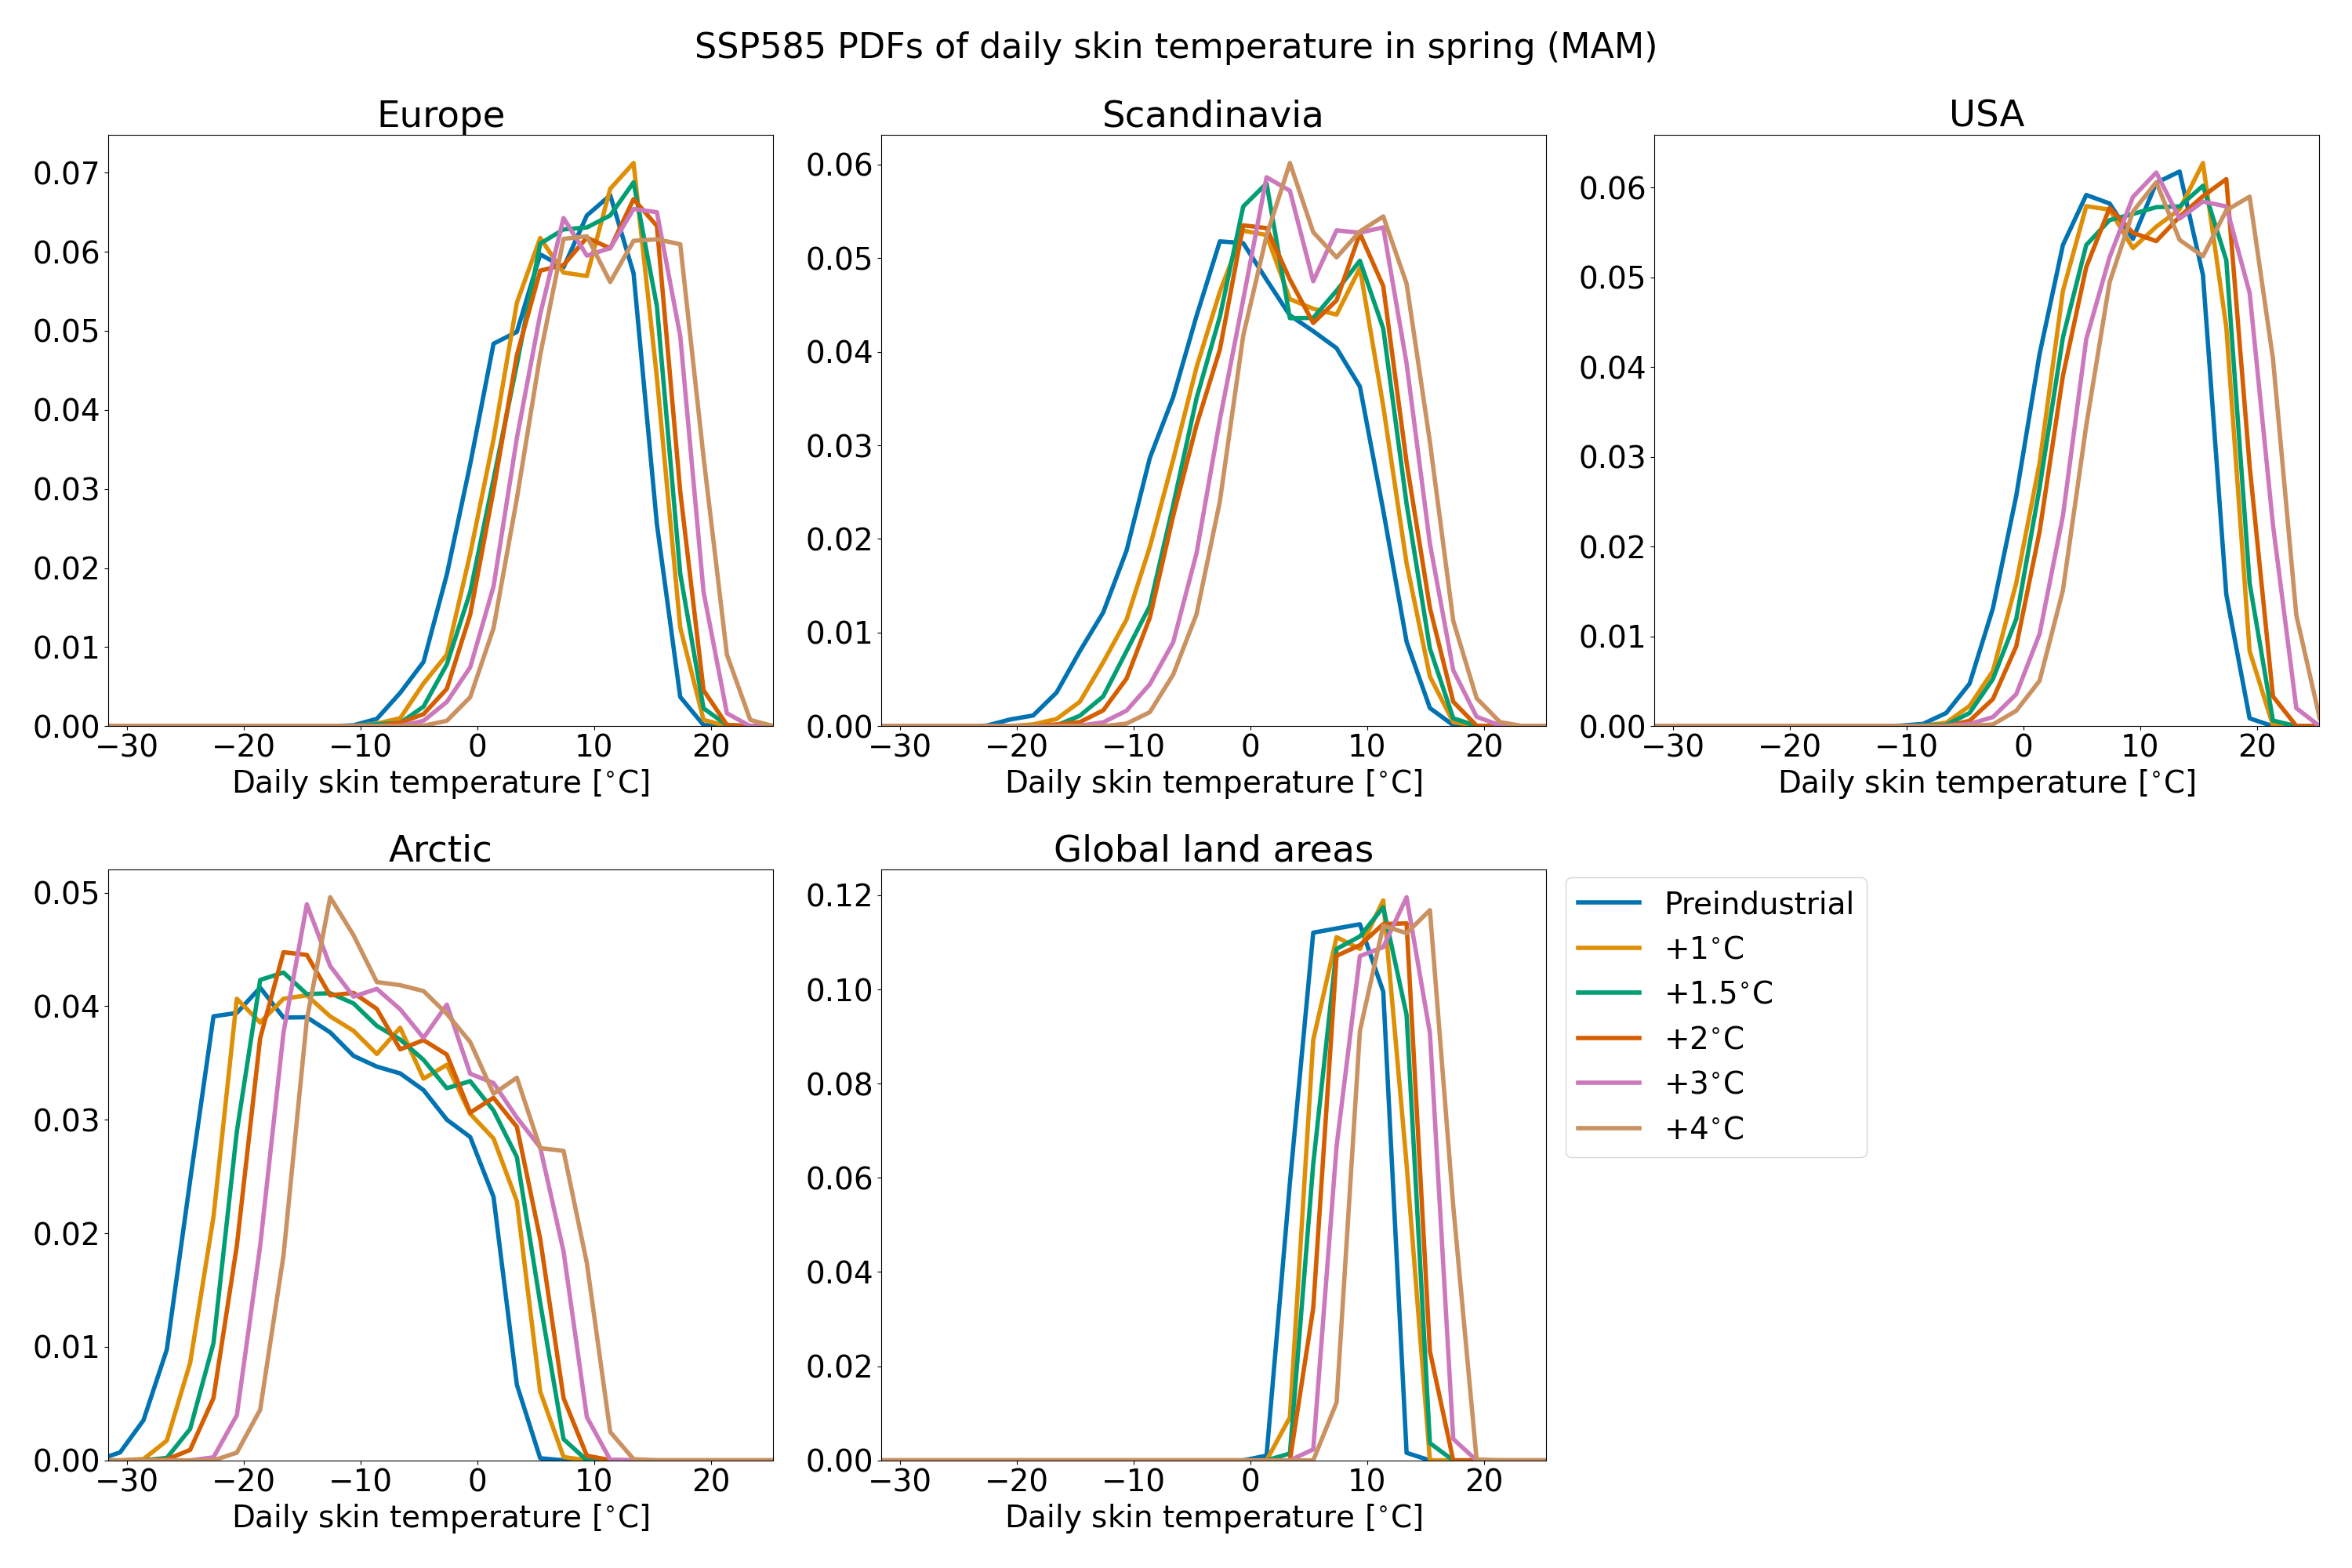 SSP585 PDFs of daily skin temperature in spring (MAM)
Europe
0.07
0.06
0.05
0.04
0.03
0.02
0.01
0.00
−30 −20 −10 0 10 20
Daily skin temperature [°C]
Scandinavia
0.06
0.05
0.04
0.03
0.02
0.01
0.00
−30 −20 −10 0 10 20
Daily skin temperature [°C]
USA
0.06
0.05
0.04
0.03
0.02
0.01
0.00
−30 −20 −10 0 10 20
Daily skin temperature [°C]
Arctic
0.05
0.04
0.03
0.02
0.01
0.00
−30 −20 −10 0 10 20
Daily skin temperature [°C]
Global land areas
0.12
0.10
0.08
0.06
0.04
0.02
0.00
−30 −20 −10 0 10 20
Daily skin temperature [°C]
Preindustrial
+1°C
+1.5°C
+2°C
+3°C
+4°C